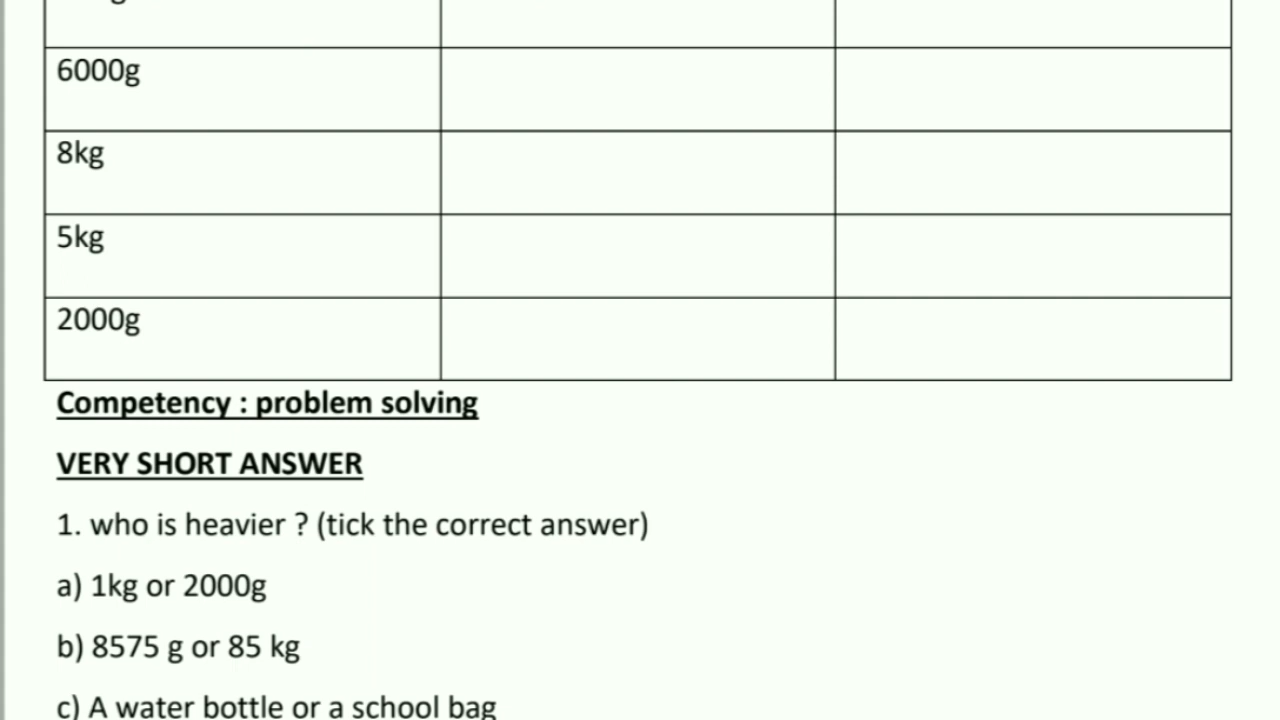 6000g
8kg
5kg
2000g
Competency : problem solving
VERY SHORT ANSWER
1. who is heavier ? (tick the correct answer)
a) 1kg or 2000g
b) 8575 g or 85 kg
c) A water bottle or a school bag